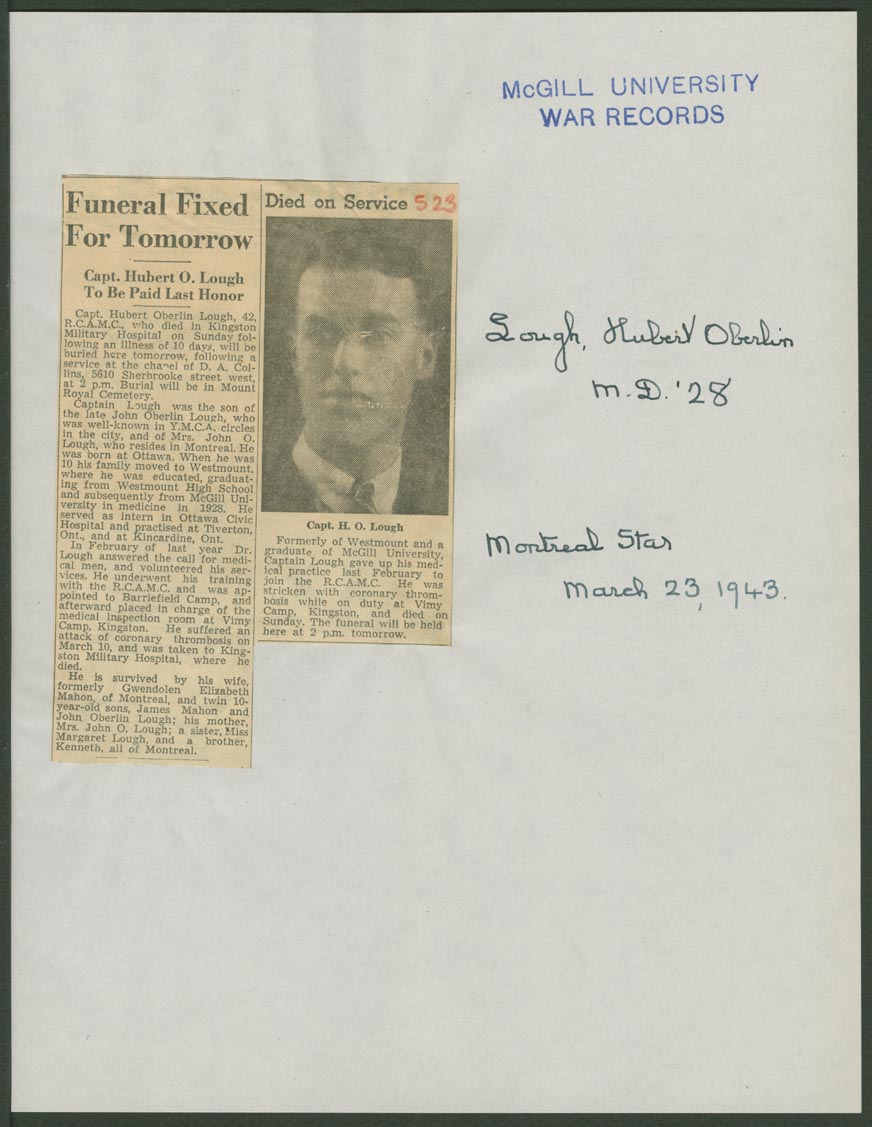 McGILL UNIVERSITY
WAR RECORDS
Funeral Fixed
For Tomorrow
Capt. Hubert O. Lough
To Be Paid Last Honor
Capt. Hubert Oberlin Lough, 42,
R.C.A.M.C., who died in Kingston
Military Hospital on Sunday fol-
lowing an illness of 10 days, will be
buried here tomorrow, following a
service at the chapel of D. A. Col-
lins, 5610 Sherbrooke street west,
at 2 p.m. Burial will be in Mount
Royal Cemetery.
Captain Lough was the son of
the late John Oberlin Lough, who
was well-known in Y.M.C.A. circles
in the city, and of Mrs. John O.
Lough, who resides in Montreal. He
was born at Ottawa. When he was
10 his family moved to Westmount,
where he was educated, graduat-
ing from Westmount High School
and subsequently from McGill Uni-
versity in medicine in 1928. He
served as intern in Ottawa Civic
Hospital and practised at Tiverton,
Ont., and at Kincardine, Ont.
In February of last year Dr.
Lough answered the call for medi-
cal men, and volunteered his ser-
vices. He underwent his training
with the R.C.A.M.C. and was ap-
pointed to Barriefield Camp, and
afterward placed in charge of the
medical inspection room at Vimy
Camp, Kingston. He suffered an
attack of coronary thrombosis on
March 10, and was taken to King-
ston Military Hospital, where he
died.
He is survived by his wife,
formerly Gwendolen Elizabeth
Mahon, of Montreal, and twin 10-
year-old sons, James Mahon and
John Oberlin Lough; his mother,
Mrs. John O. Lough; a sister, Miss
Margaret Lough, and a brother,
Kenneth, all of Montreal.
Died on Service 523
Capt. H. O. Lough
Formerly of Westmount and a
graduate of McGill University,
Captain Lough gave up his med-
ical practice last February to
join the R.C.A.M.C. He was
stricken with coronary throm-
bosis while on duty at Vimy
Camp, Kingston, and died on
Sunday. The funeral will be held
here at 2 p.m. tomorrow.
Lough, Hubert Oberlin
M.D. '28
Montreal Star
March 23, 1943.